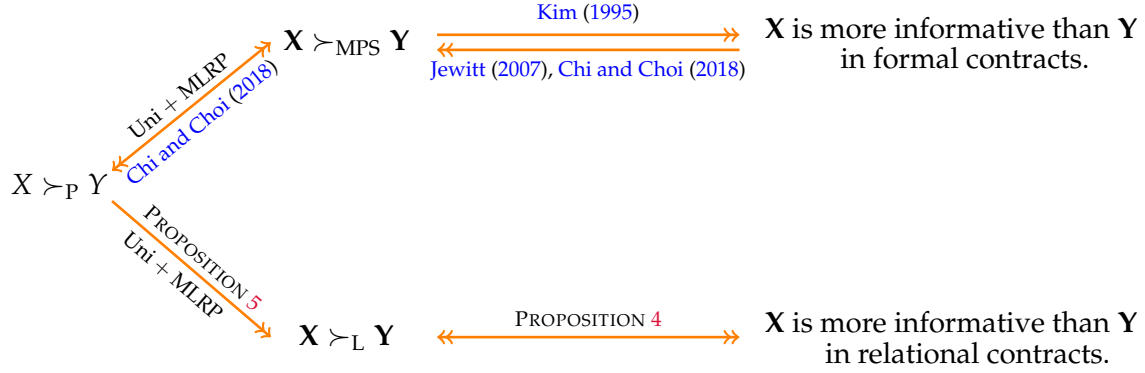 Kim (1995)
𝐗 ≻MPS 𝐘
𝐗 is more informative than 𝐘
in formal contracts.
Jewitt (2007), Chi and Choi (2018)
Uni + MLRP
Chi and Choi (2018)
X ≻P Y
PROPOSITION 5
Uni + MLRP
𝐗 ≻L 𝐘
PROPOSITION 4
𝐗 is more informative than 𝐘
in relational contracts.